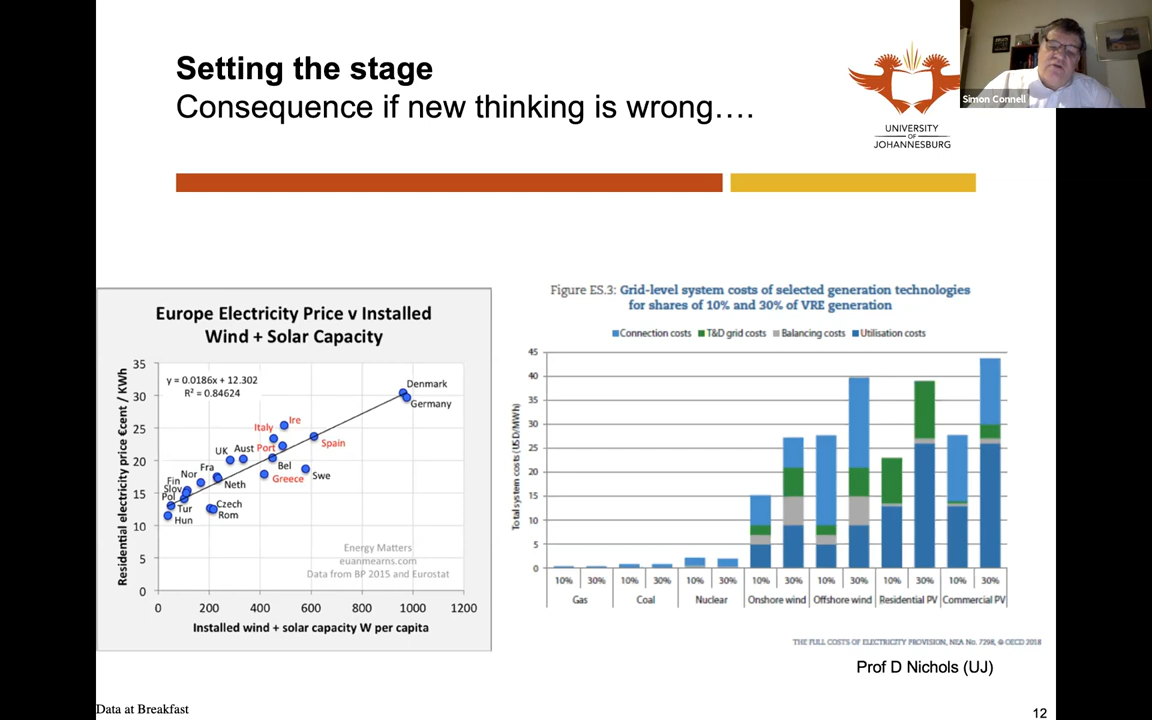 Setting the stage
Consequence if new thinking is wrong….
UNIVERSITY
OF
JOHANNESBURG
Simon Connell
Europe Electricity Price v Installed
Wind + Solar Capacity
Residential electricity price €cent / KWh
35
30
25
20
15
10
5
0
y = 0.0186x + 12.302
R² = 0.84624
Denmark
Germany
Ire
Italy
Spain
UK
Aust
Port
Bel
Swe
Greece
Fra
Nor
Neth
Fin
Slov
Pol
Tur
Hun
Czech
Rom
Energy Matters
euanmearns.com
Data from BP 2015 and Eurostat
0 200 400 600 800 1000 1200
Installed wind + solar capacity W per capita
Figure ES.3: Grid-level system costs of selected generation technologies
for shares of 10% and 30% of VRE generation
Connection costs T&D grid costs Balancing costs Utilisation costs
Total system costs (USD/MWh)
45
40
35
30
25
20
15
10
5
0
10% 30% 10% 30% 10% 30% 10% 30% 10% 30% 10% 30% 10% 30%
Gas Coal Nuclear Onshore wind Offshore wind Residential PV Commercial PV
THE FULL COSTS OF ELECTRICITY PROVISION, NEA No. 7298, © OECD 2018
Prof D Nichols (UJ)
Data at Breakfast
12